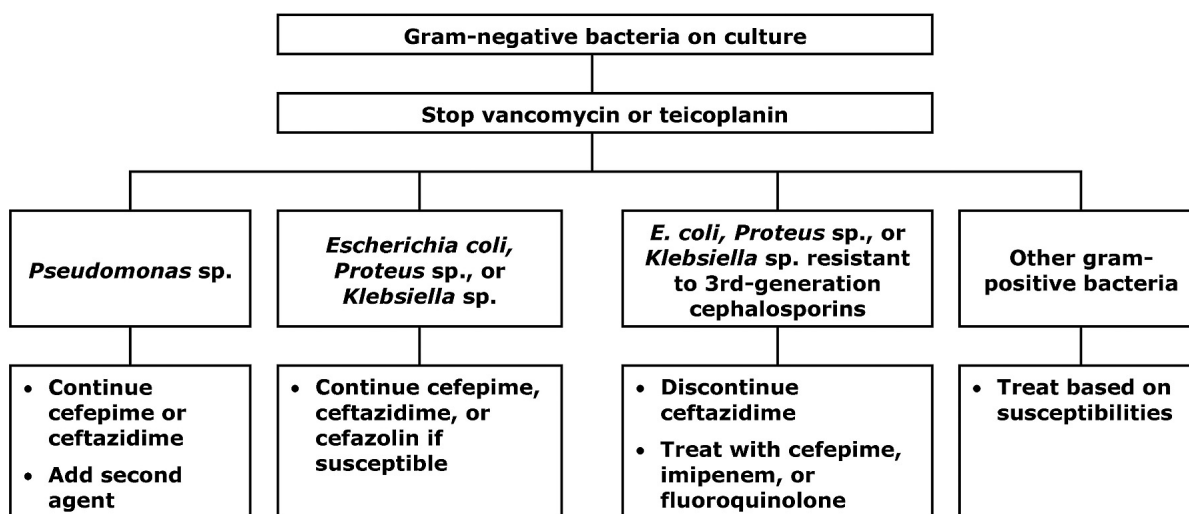 Gram-negative bacteria on culture
Stop vancomycin or teicoplanin
Pseudomonas sp.
Escherichia coli,
Proteus sp., or
Klebsiella sp.
E. coli, Proteus sp., or
Klebsiella sp. resistant
to 3rd-generation
cephalosporins
Other gram-
positive bacteria
• Continue
cefepime or
ceftazidime
• Add second
agent
• Continue cefepime,
ceftazidime, or
cefazolin if
susceptible
• Discontinue
ceftazidime
• Treat with cefepime,
imipenem, or
fluoroquinolone
• Treat based on
susceptibilities